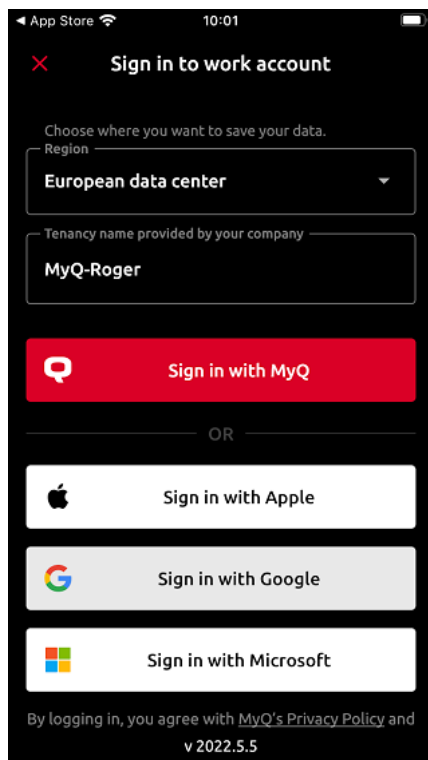 App Store
10:01
Sign in to work account
Choose where you want to save your data.
Region
European data center
Tenancy name provided by your company
MyQ-Roger
Sign in with MyQ
OR
Sign in with Apple
Sign in with Google
Sign in with Microsoft
By logging in, you agree with MyQ's Privacy Policy and
v 2022.5.5